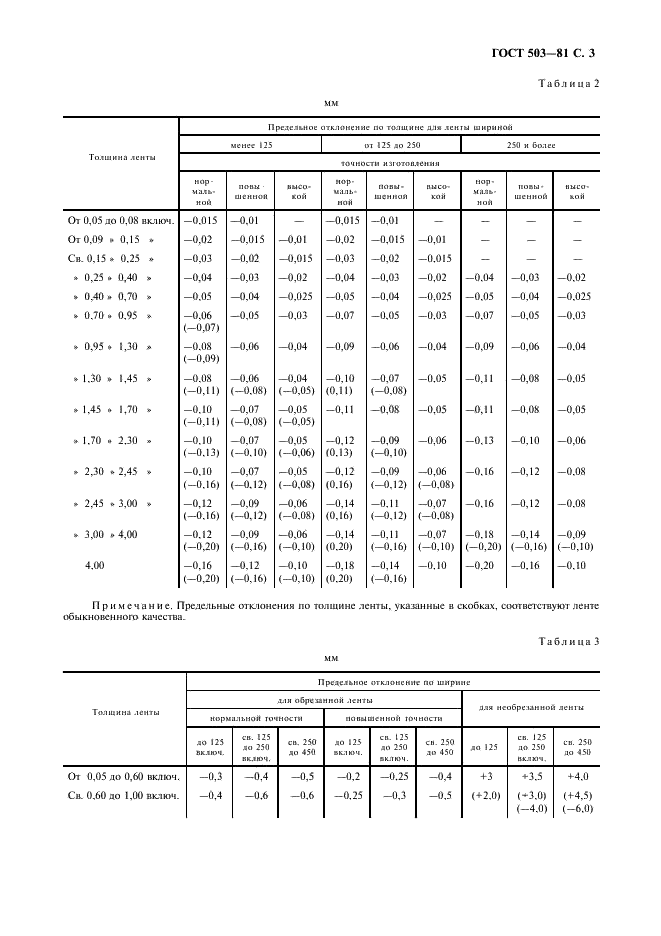 ГОСТ 503—81 С. 3
Таблица 2
мм
Толщина ленты
Предельное отклонение по толщине для ленты шириной
менее 125 от 125 до 250 250 и более
точности изготовления
нор- повы- высо- нор- повы- высо- нор- повы- высо-
маль- шенной кой маль- шенной кой маль- шенной кой
ной ной ной
От 0,05 до 0,08 включ. —0,015 —0,01 — —0,015 —0,01 — — — —
От 0,09 » 0,15 » —0,02 —0,015 —0,01 —0,02 —0,015 —0,01 — — —
Св. 0,15 » 0,25 » —0,03 —0,02 —0,015 —0,03 —0,02 —0,015 — — —
» 0,25 » 0,40 » —0,04 —0,03 —0,02 —0,04 —0,03 —0,02 —0,04 —0,03 —0,02
» 0,40 » 0,70 » —0,05 —0,04 —0,025 —0,05 —0,04 —0,025 —0,05 —0,04 —0,025
» 0,70 » 0,95 » —0,06 —0,05 —0,03 —0,07 —0,05 —0,03 —0,07 —0,05 —0,03
(—0,07)
» 0,95 » 1,30 » —0,08 —0,06 —0,04 —0,09 —0,06 —0,04 —0,09 —0,06 —0,04
(—0,09)
» 1,30 » 1,45 » —0,08 —0,06 —0,04 —0,10 —0,07 —0,05 —0,11 —0,08 —0,05
(—0,11) (—0,08) (—0,05) (0,11) (—0,08)
» 1,45 » 1,70 » —0,10 —0,07 —0,05 —0,11 —0,08 —0,05 —0,11 —0,08 —0,05
(—0,11) (—0,08) (—0,05)
» 1,70 » 2,30 » —0,10 —0,07 —0,05 —0,12 —0,09 —0,06 —0,13 —0,10 —0,06
(—0,13) (—0,10) (—0,06) (0,13) (—0,10)
» 2,30 » 2,45 » —0,10 —0,07 —0,05 —0,12 —0,09 —0,06 —0,16 —0,12 —0,08
(—0,16) (—0,12) (—0,08) (0,16) (—0,12) (—0,08)
» 2,45 » 3,00 » —0,12 —0,09 —0,06 —0,14 —0,11 —0,07 —0,16 —0,12 —0,08
(—0,16) (—0,12) (—0,08) (0,16) (—0,12) (—0,08)
» 3,00 » 4,00 —0,12 —0,09 —0,06 —0,14 —0,11 —0,07 —0,18 —0,14 —0,09
(—0,20) (—0,16) (—0,10) (0,20) (—0,16) (—0,10) (—0,20) (—0,16) (—0,10)
4,00 —0,16 —0,12 —0,10 —0,18 —0,14 —0,10 —0,20 —0,16 —0,10
(—0,20) (—0,16) (—0,10) (0,20) (—0,16)
Примечание. Предельные отклонения по толщине ленты, указанные в скобках, соответствуют ленте
обыкновенного качества.
Таблица 3
мм
Толщина ленты
Предельное отклонение по ширине
для обрезанной ленты для необрезанной ленты
нормальной точности повышенной точности
до 125 св. 125 св. 250 до 125 св. 125 св. 250 до 125 св. 125 св. 250
включ. до 250 до 450 включ. до 250 до 450 до 250 до 450
включ. включ. включ.
От 0,05 до 0,60 включ. —0,3 —0,4 —0,5 —0,2 —0,25 —0,4 +3 +3,5 +4,0
Св. 0,60 до 1,00 включ. —0,4 —0,6 —0,6 —0,25 —0,3 —0,5 (+2,0) (+3,0) (+4,5)
(—4,0) (—6,0)